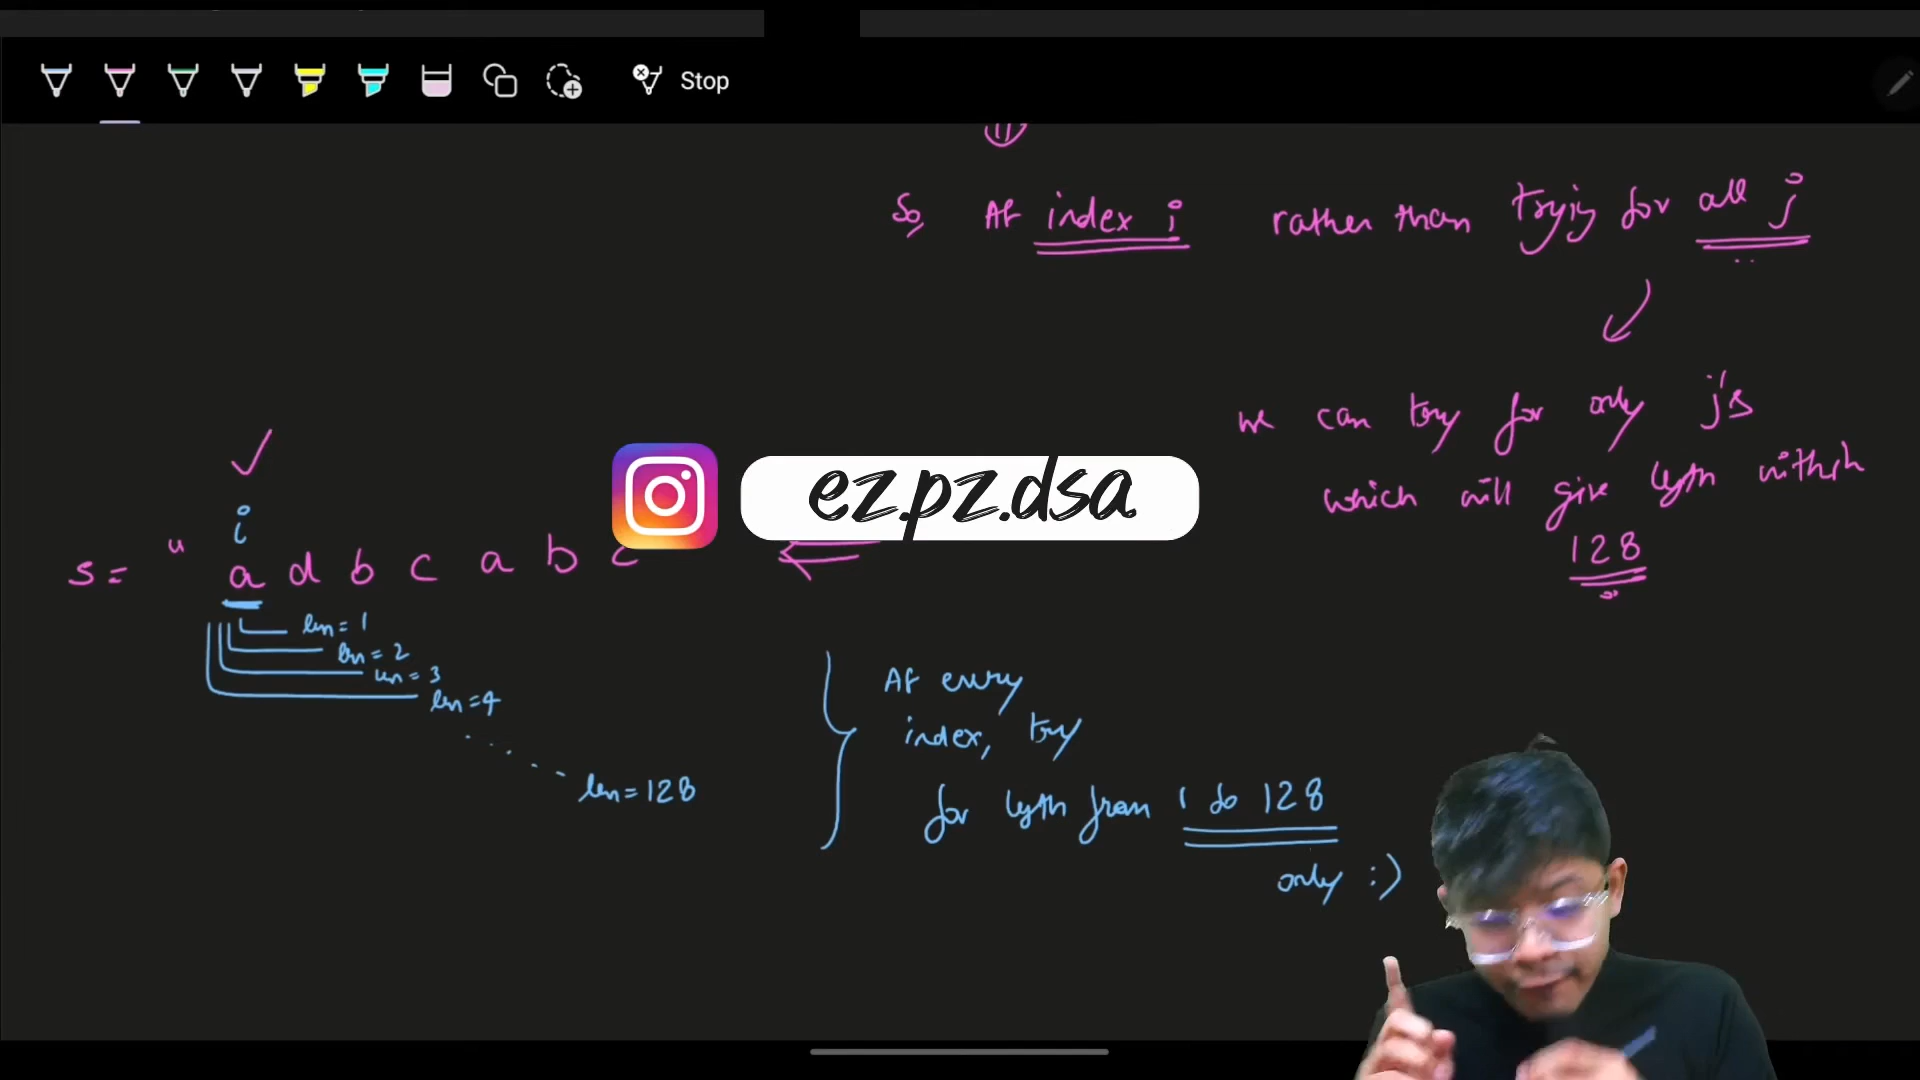 Stop
So, At index i rather than trying for all j
we can try for only j's
which will give length within
128
ez.pz.dsa
i
s = " a d b c a b c
len = 1
len = 2
len = 3
len = 4
len = 128
At every
index, try
for length from 1 to 128
only :)